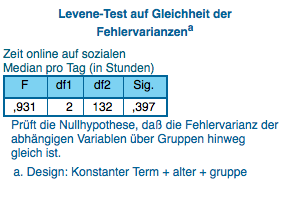 Levene-Test auf Gleichheit der
Fehlervarianzen^a
Zeit online auf sozialen
Median pro Tag (in Stunden)
F df1 df2 Sig.
,931 2 132 ,397
Prüft die Nullhypothese, daß die Fehlervarianz der
abhängigen Variablen über Gruppen hinweg
gleich ist.
a. Design: Konstanter Term + alter + gruppe